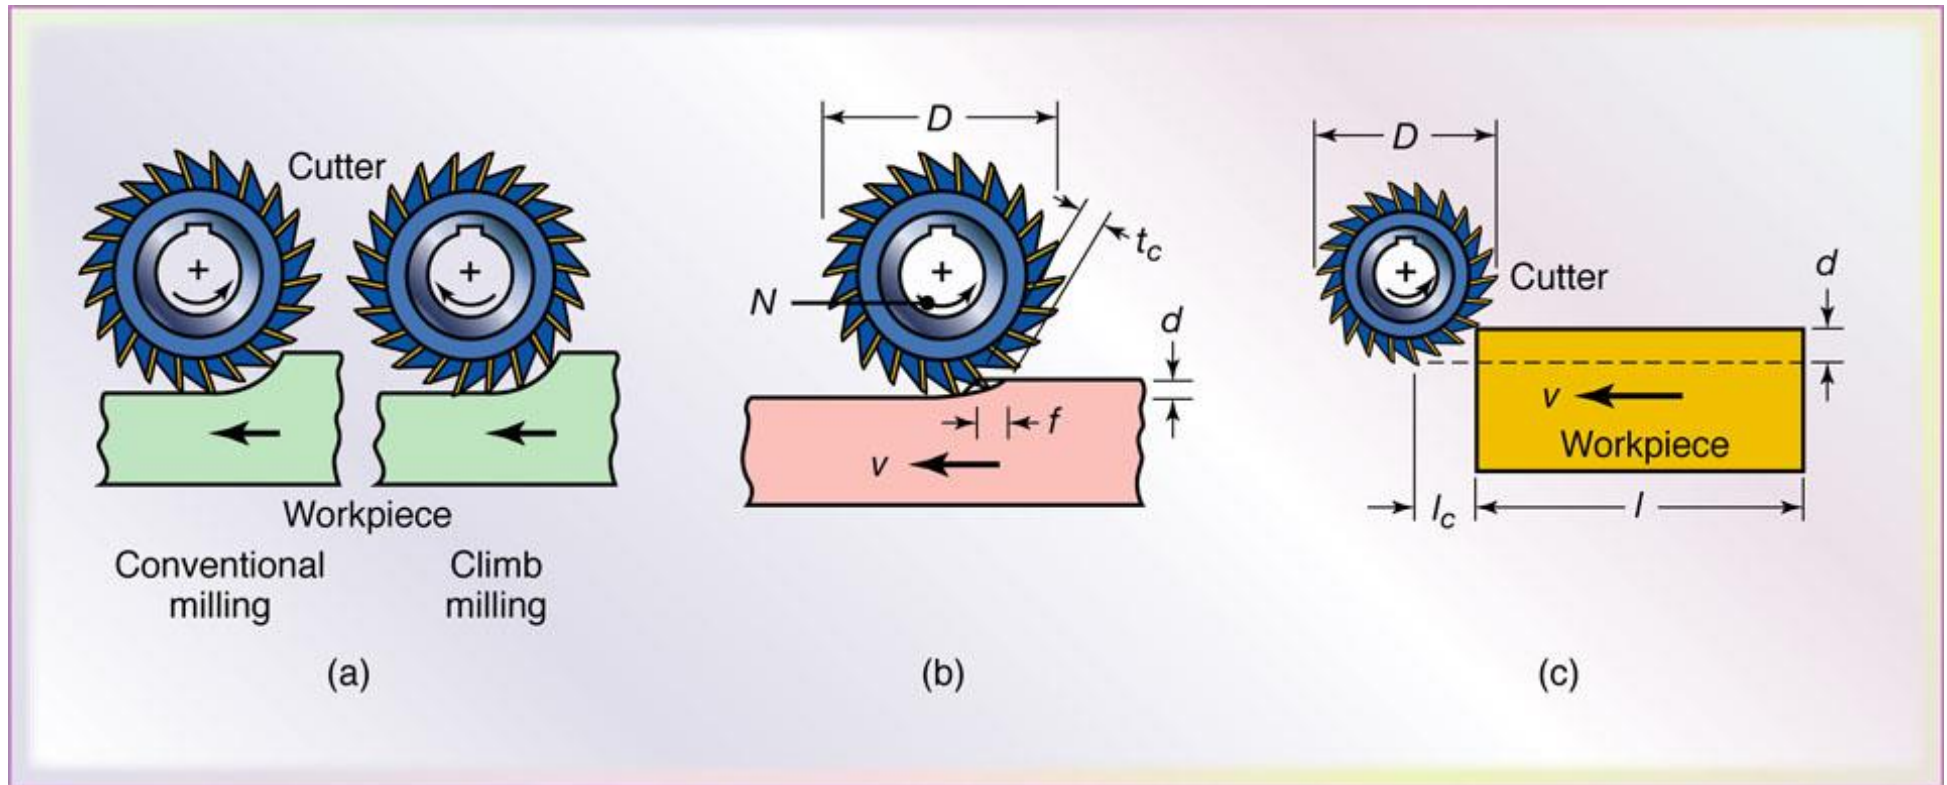 Cutter
Workpiece
Conventional
milling
Climb
milling
(a)
D
t_c
N
d
f
v
(b)
D
Cutter
d
v
Workpiece
l_c
l
(c)